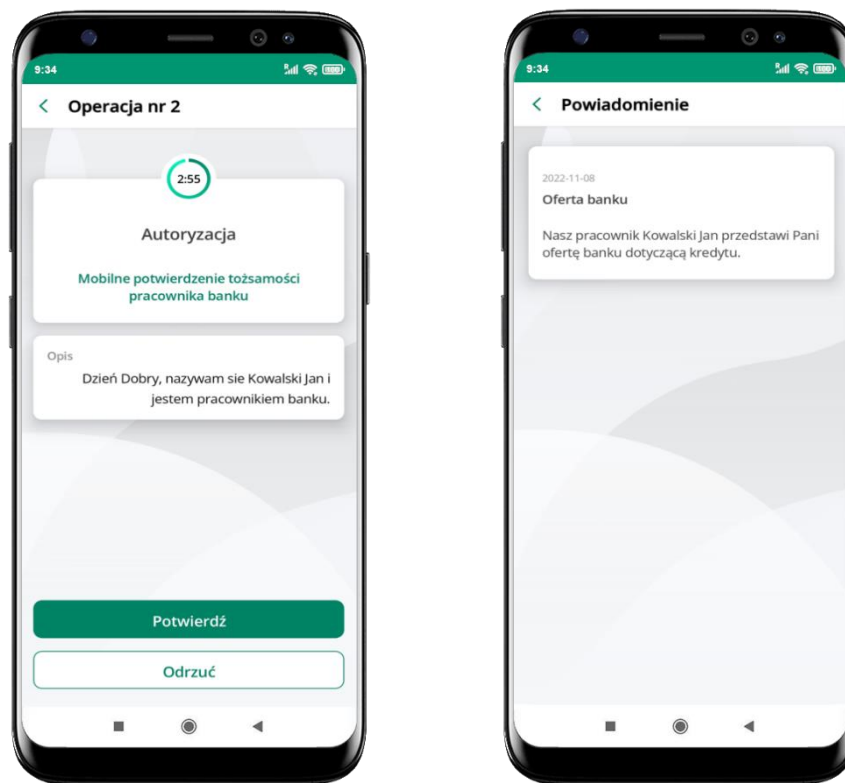 9:34
Operacja nr 2
2:55
Autoryzacja
Mobilne potwierdzenie tożsamości
pracownika banku
Opis
Dzień Dobry, nazywam sie Kowalski Jan i
jestem pracownikiem banku.
Potwierdź
Odrzuć
9:34
Powiadomienie
2022-11-08
Oferta banku
Nasz pracownik Kowalski Jan przedstawi Pani
ofertę banku dotyczącą kredytu.